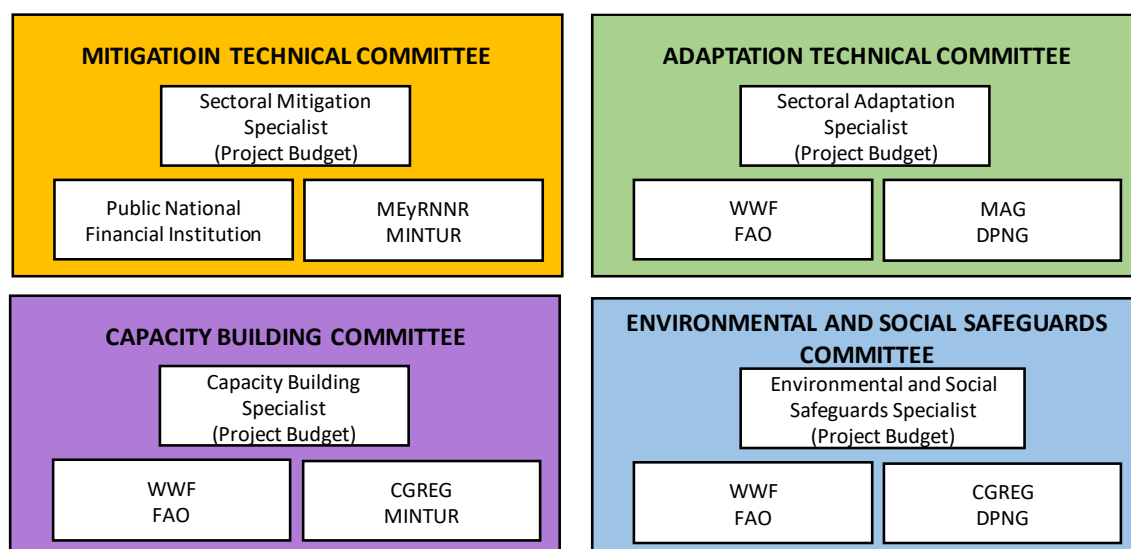 MITIGATIOIN TECHNICAL COMMITTEE
Sectoral Mitigation
Specialist
(Project Budget)
Public National
Financial Institution
MEyRNNR
MINTUR
ADAPTATION TECHNICAL COMMITTEE
Sectoral Adaptation
Specialist
(Project Budget)
WWF
FAO
MAG
DPNG
CAPACITY BUILDING COMMITTEE
Capacity Building
Specialist
(Project Budget)
WWF
FAO
CGREG
MINTUR
ENVIRONMENTAL AND SOCIAL SAFEGUARDS
COMMITTEE
Environmental and Social
Safeguards Specialist
(Project Budget)
WWF
FAO
CGREG
DPNG